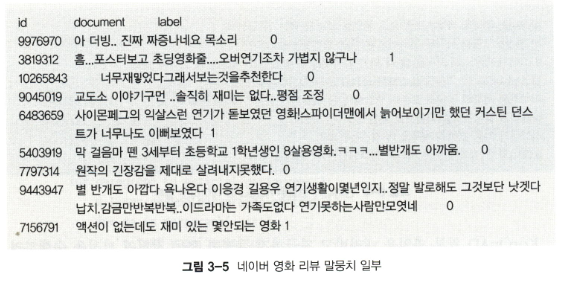 id document label
9976970 아 더빙.. 진짜 짜증나네요 목소리 0
3819312 흠...포스터보고 초딩영화줄....오버연기조차 가볍지 않구나 1
10265843 너무재밓었다그래서보는것을추천한다 0
9045019 교도소 이야기구먼 ..솔직히 재미는 없다..평점 조정 0
6483659 사이몬페그의 익살스런 연기가 돋보였던 영화!스파이더맨에서 늙어보이기만 했던 커스틴 던스
트가 너무나도 이뻐보였다 1
5403919 막 걸음마 뗀 3세부터 초등학교 1학년생인 8살용영화.ㅋㅋㅋ...별반개도 아까움. 0
7797314 원작의 긴장감을 제대로 살려내지못했다. 0
9443947 별 반개도 아깝다 욕나온다 이응경 길용우 연기생활이몇년인지..정말 발로해도 그것보단 낫겟다
납치.감금만반복반복..이드라마는 가족도없다 연기못하는사람만모엿네 0
7156791 액션이 없는데도 재미 있는 몇안되는 영화 1
그림 3-5 네이버 영화 리뷰 말뭉치 일부